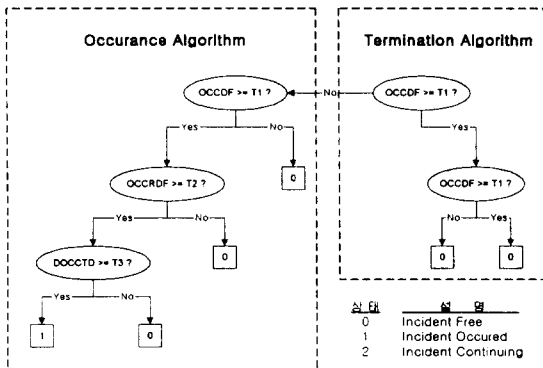 Occurance Algorithm
Termination Algorithm
OCCDF >= T1 ?
No
OCCDF >= T1 ?
Yes
No
Yes
OCCRDF >= T2 ?
0
OCCDF >= T1 ?
Yes
No
No
Yes
DOCCTD >= T3 ?
0
0
0
Yes
No
1
0
상 태
설 명
0 Incident Free
1 Incident Occured
2 Incident Continuing